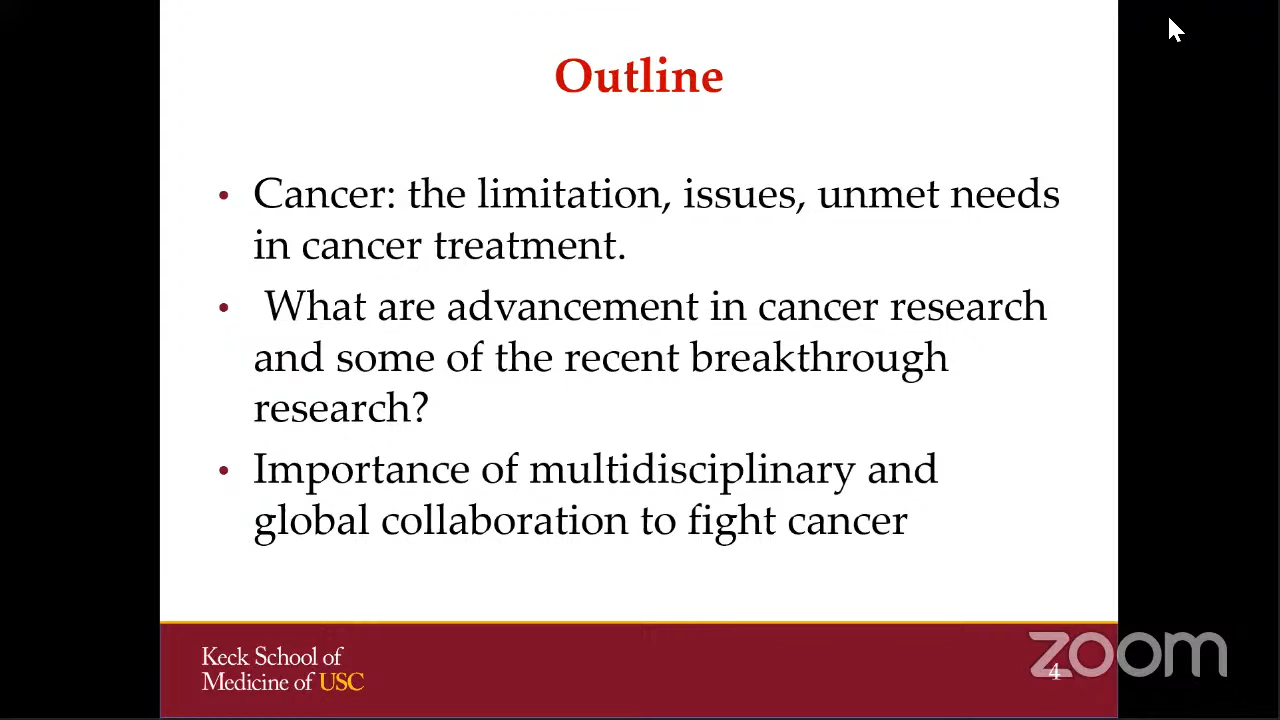 Outline
• Cancer: the limitation, issues, unmet needs
in cancer treatment.
• What are advancement in cancer research
and some of the recent breakthrough
research?
• Importance of multidisciplinary and
global collaboration to fight cancer
Keck School of
Medicine of USC
4
zoom